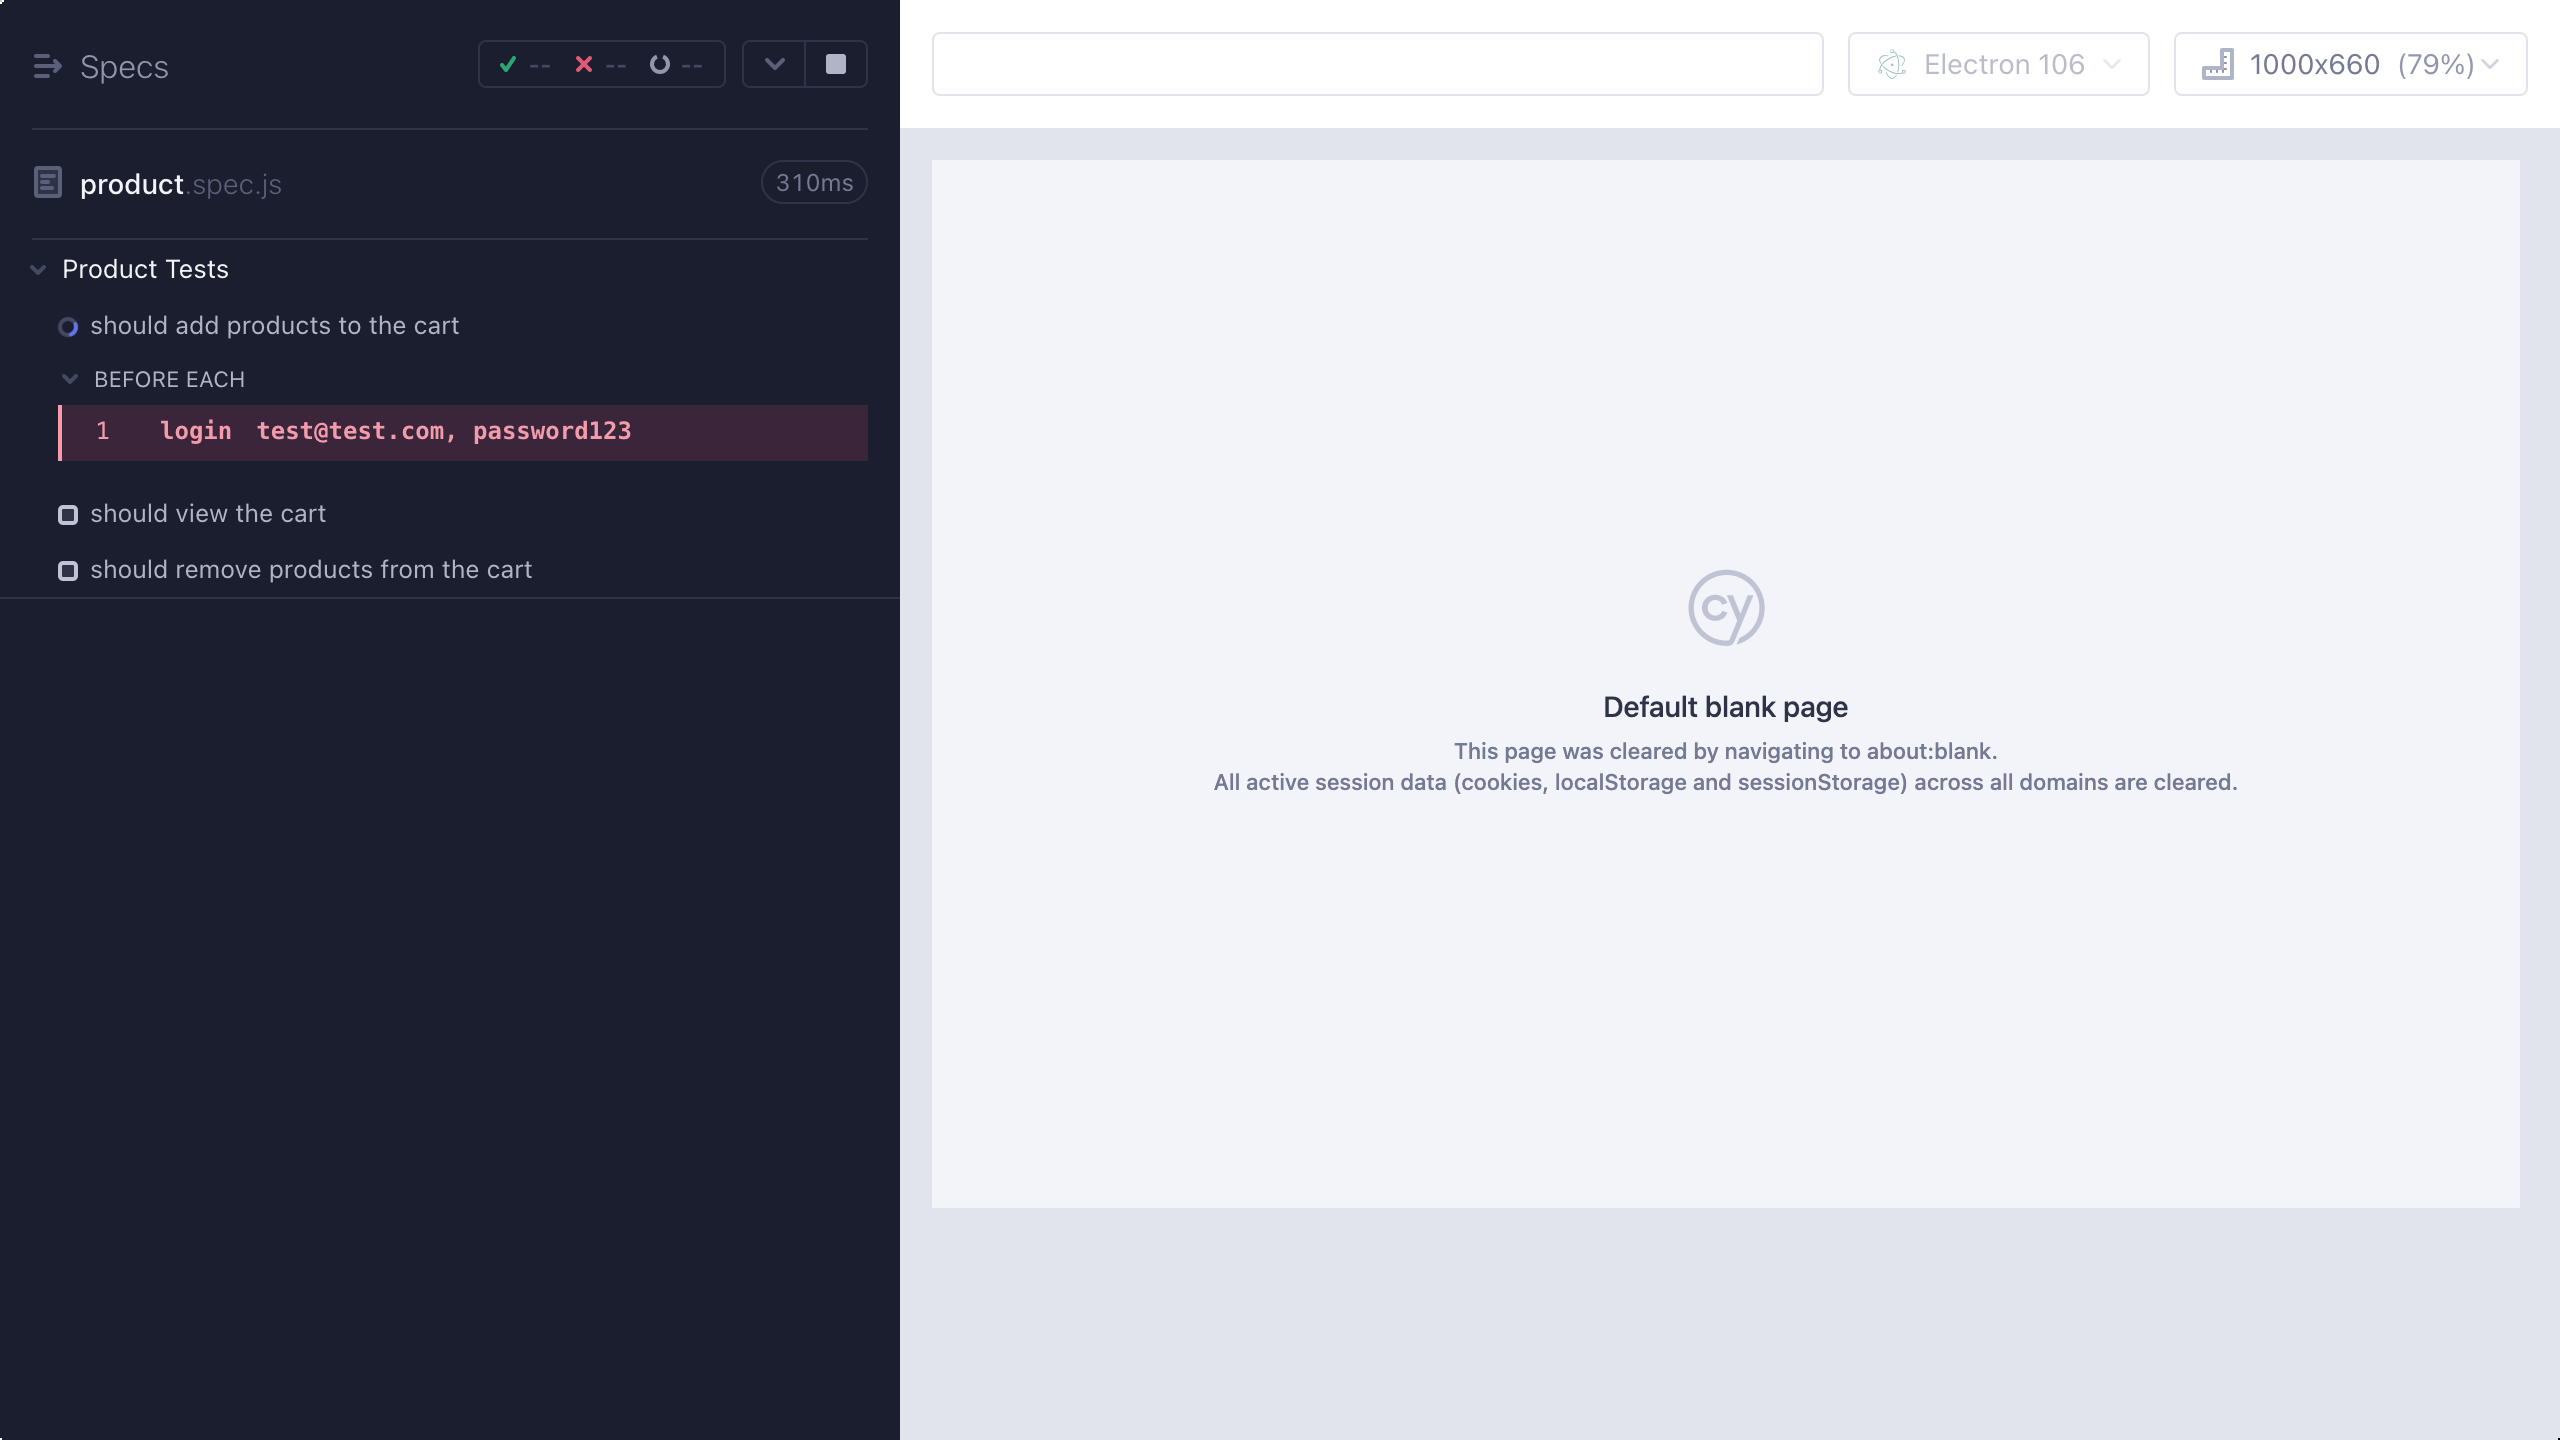 Specs
-- -- --
product.spec.js
310ms
Product Tests
should add products to the cart
BEFORE EACH
1 login test@test.com, password123
should view the cart
should remove products from the cart
Electron 106
1000x660 (79%)
cy
Default blank page
This page was cleared by navigating to about:blank.
All active session data (cookies, localStorage and sessionStorage) across all domains are cleared.